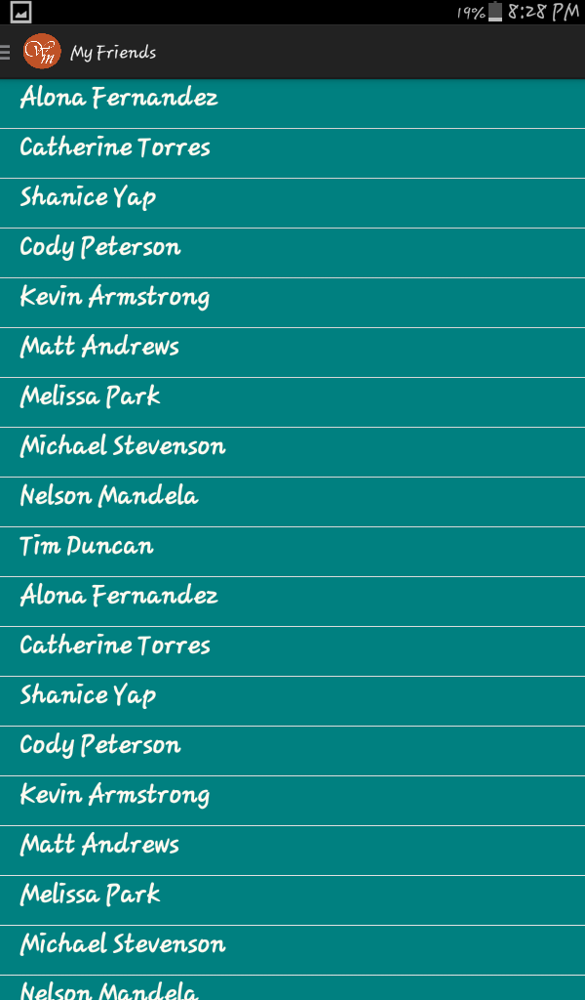 19% 8:28 PM
VM My Friends
Alona Fernandez
Catherine Torres
Shanice Yap
Cody Peterson
Kevin Armstrong
Matt Andrews
Melissa Park
Michael Stevenson
Nelson Mandela
Tim Duncan
Alona Fernandez
Catherine Torres
Shanice Yap
Cody Peterson
Kevin Armstrong
Matt Andrews
Melissa Park
Michael Stevenson
Nelson Mandela